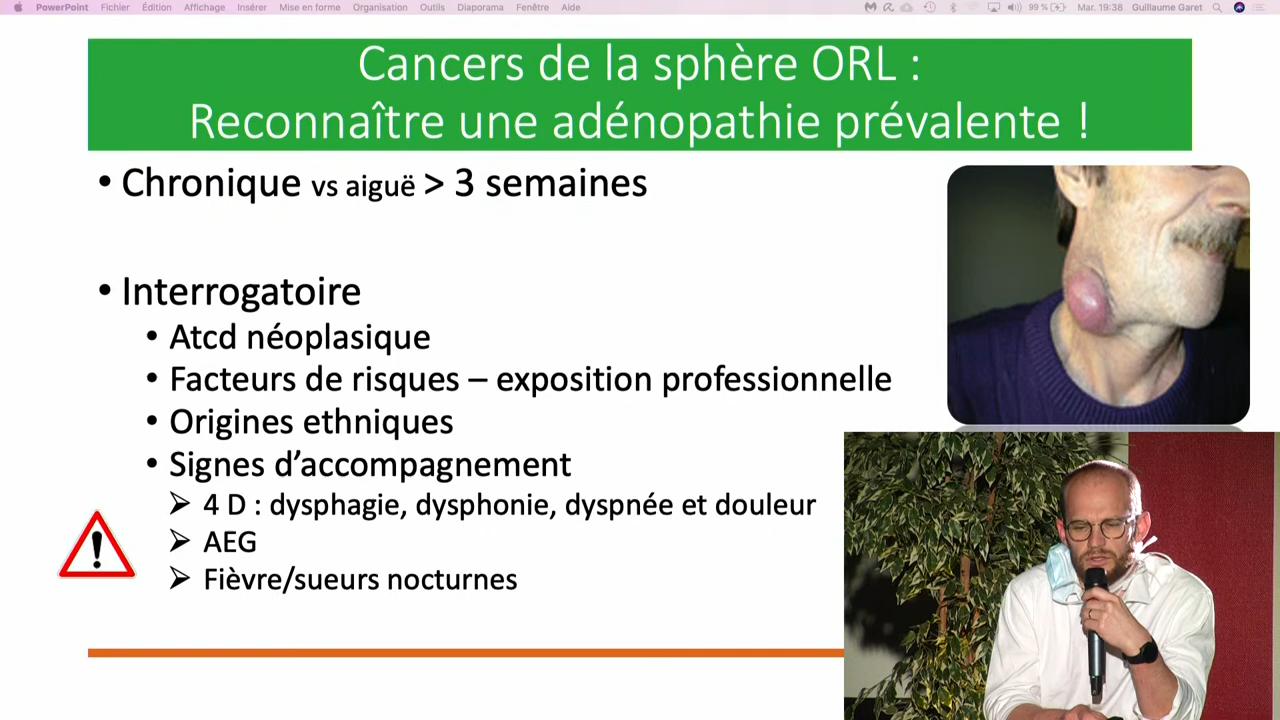 PowerPoint Fichier Édition Affichage Insérer Mise en forme Organisation Outils Diaporama Fenêtre Aide 99 % Mar. 19:38 Guillaume Garet
Cancers de la sphère ORL :
Reconnaître une adénopathie prévalente !
• Chronique vs aiguë > 3 semaines
• Interrogatoire
• Atcd néoplasique
• Facteurs de risques – exposition professionnelle
• Origines ethniques
• Signes d’accompagnement
➢ 4 D : dysphagie, dysphonie, dyspnée et douleur
➢ AEG
➢ Fièvre/sueurs nocturnes
!